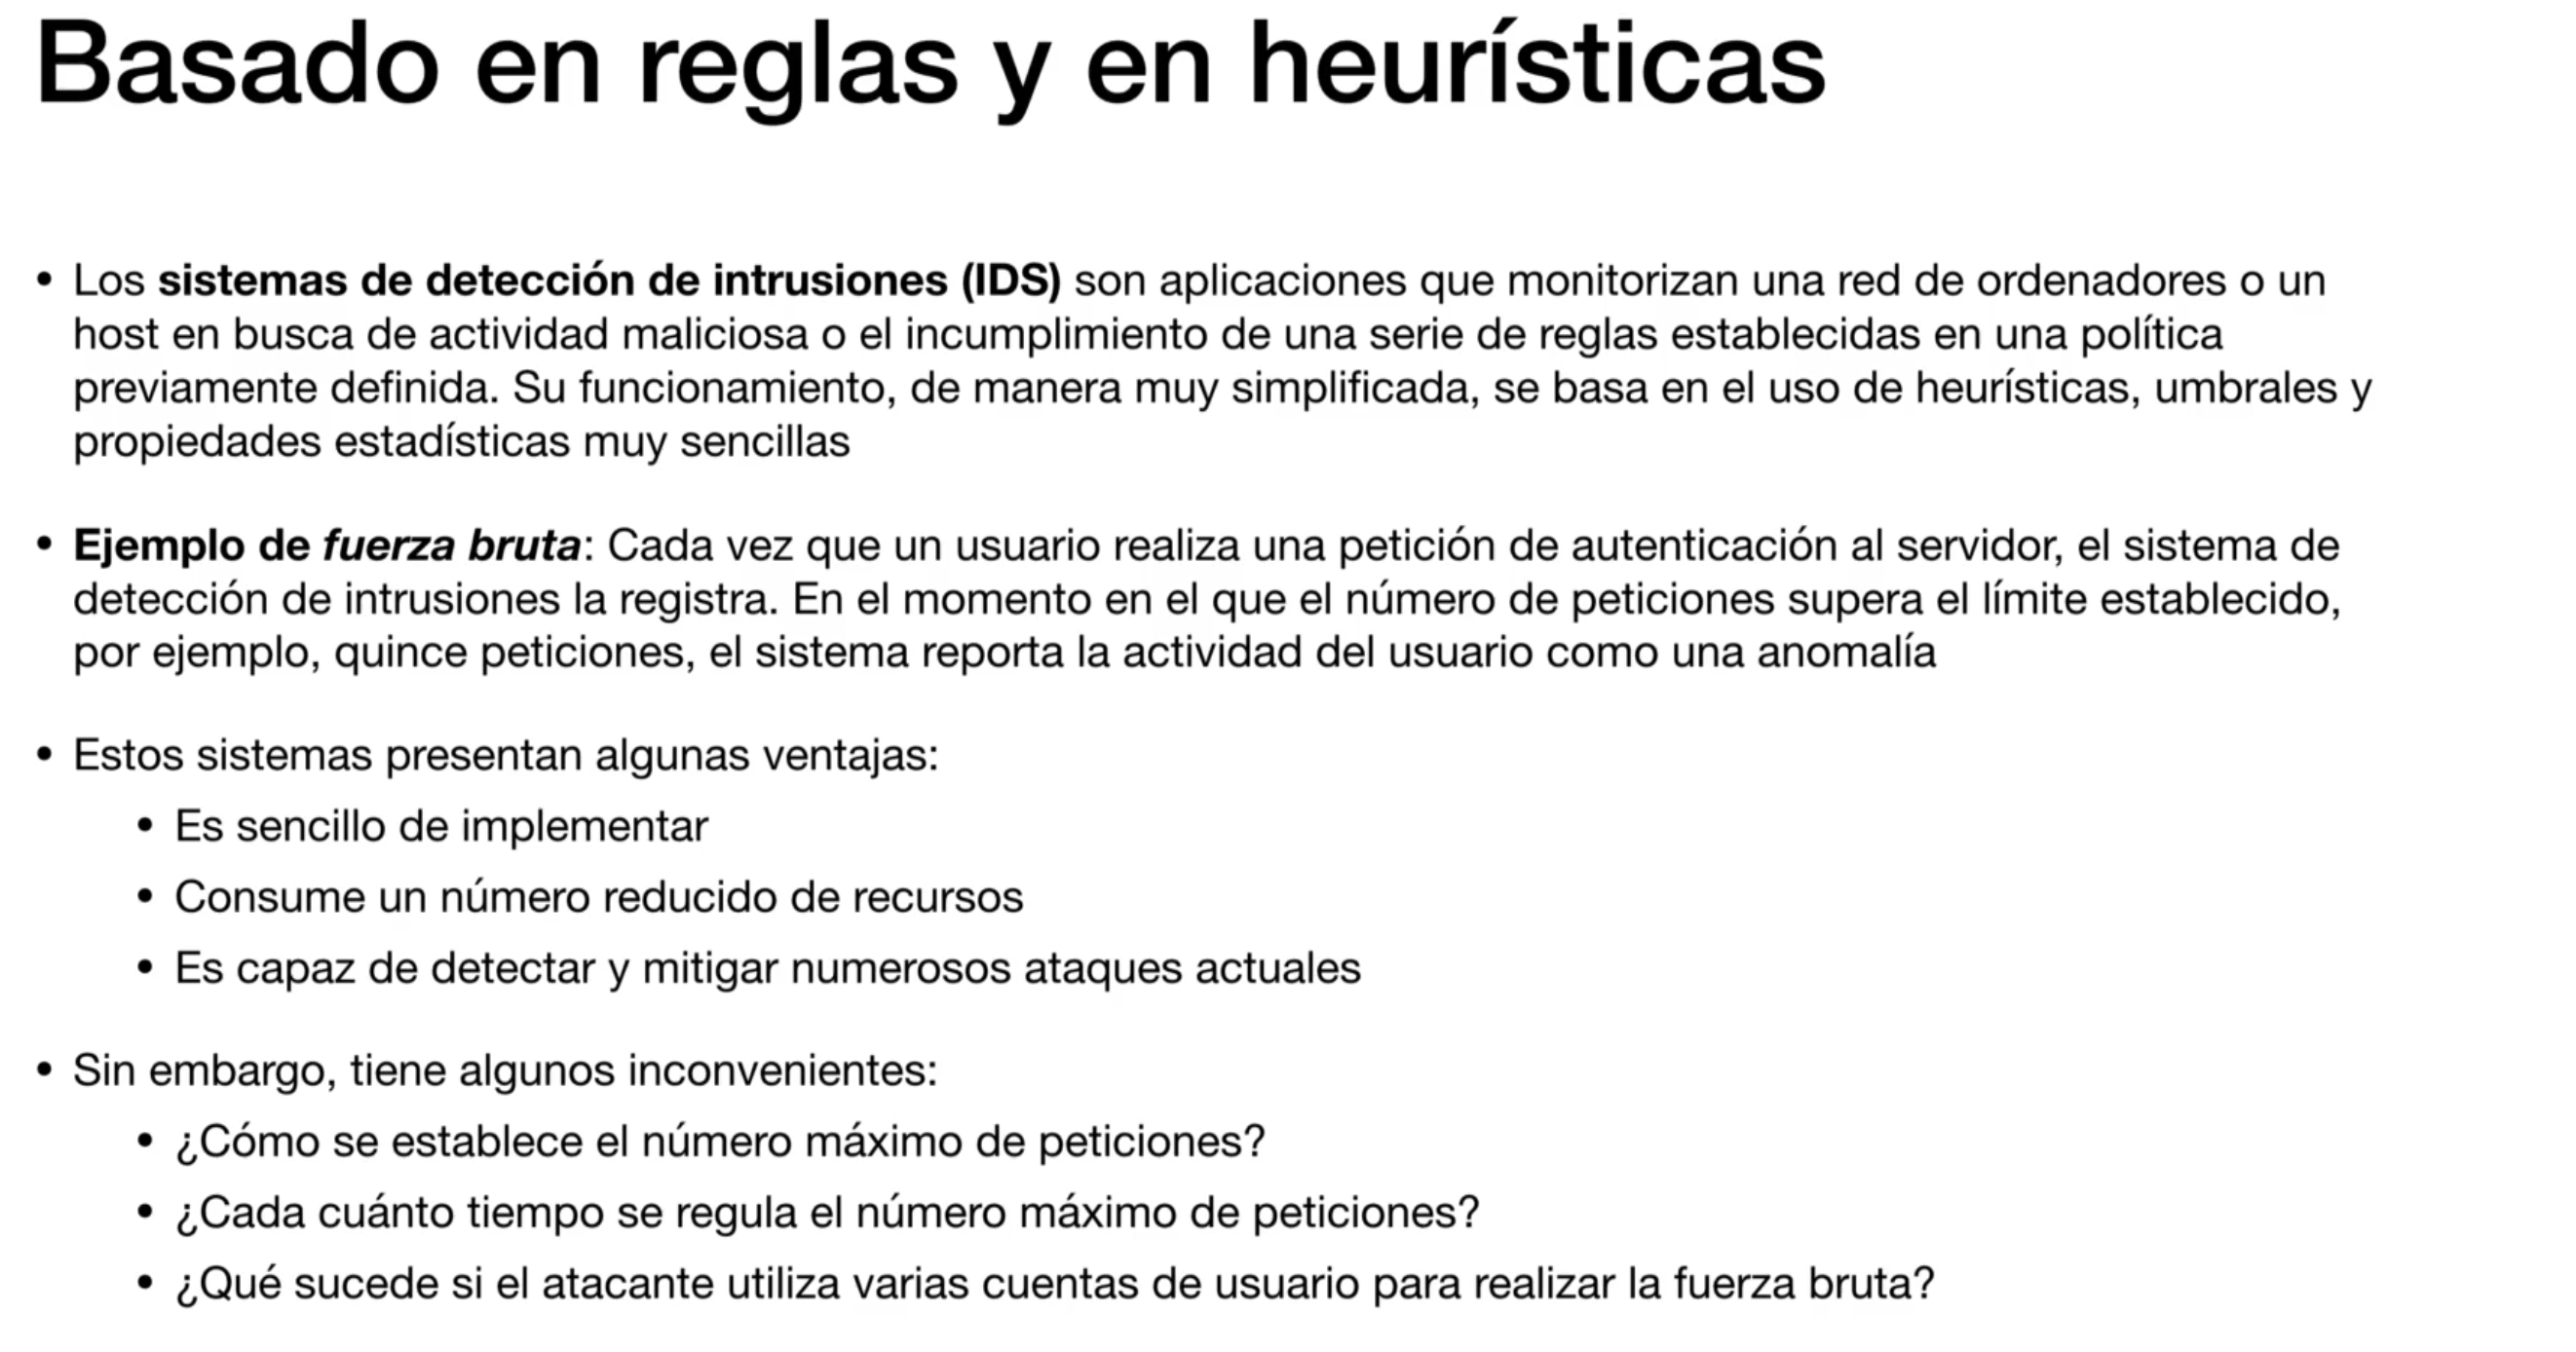 Basado en reglas y en heurísticas
• Los sistemas de detección de intrusiones (IDS) son aplicaciones que monitorizan una red de ordenadores o un
host en busca de actividad maliciosa o el incumplimiento de una serie de reglas establecidas en una política
previamente definida. Su funcionamiento, de manera muy simplificada, se basa en el uso de heurísticas, umbrales y
propiedades estadísticas muy sencillas
• Ejemplo de fuerza bruta: Cada vez que un usuario realiza una petición de autenticación al servidor, el sistema de
detección de intrusiones la registra. En el momento en el que el número de peticiones supera el límite establecido,
por ejemplo, quince peticiones, el sistema reporta la actividad del usuario como una anomalía
• Estos sistemas presentan algunas ventajas:
• Es sencillo de implementar
• Consume un número reducido de recursos
• Es capaz de detectar y mitigar numerosos ataques actuales
• Sin embargo, tiene algunos inconvenientes:
• ¿Cómo se establece el número máximo de peticiones?
• ¿Cada cuánto tiempo se regula el número máximo de peticiones?
• ¿Qué sucede si el atacante utiliza varias cuentas de usuario para realizar la fuerza bruta?